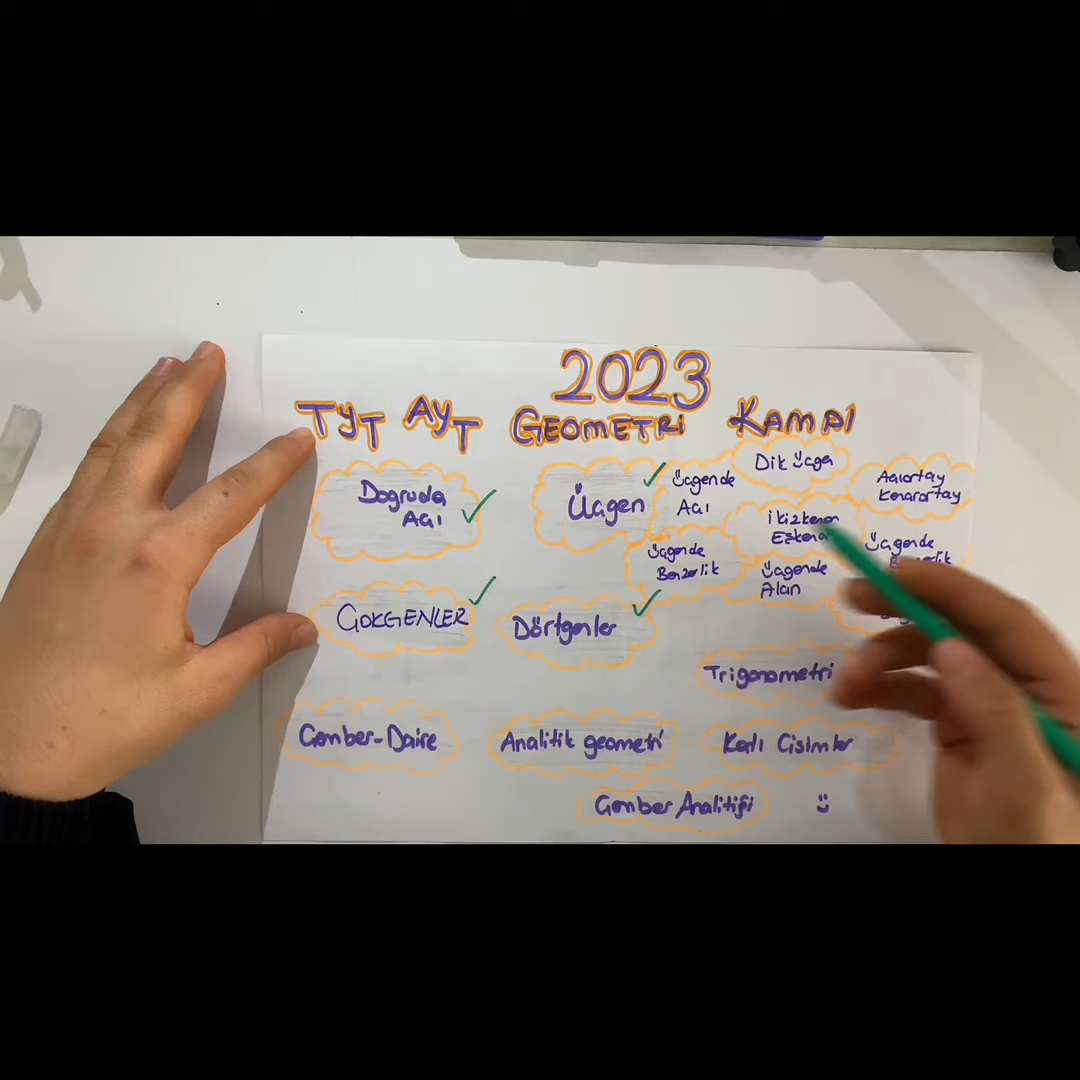 2023
TYT AYT GEOMETRİ KAMPI
Doğruda
Açı
Üçgen
Üçgende
Açı
Dik üçgen
Açıortay
Kenarortay
İkizkenar
Üçgende
Benzerlik
Üçgende
Alan
Üçgende
ÇOKGENLER
Dörtgenler
Trigonometri
Çember-Daire
Analitik geometri
Katı Cisimler
Çember Analitiği